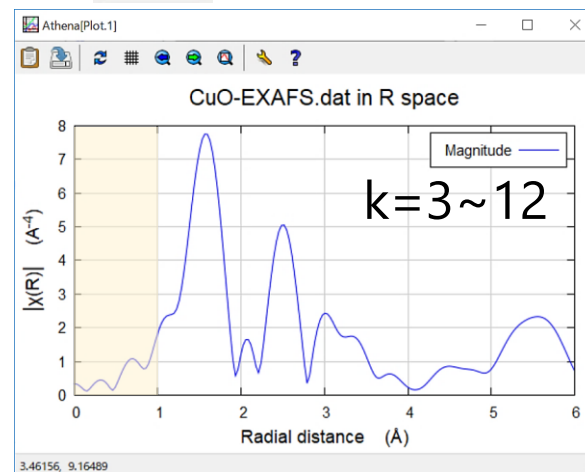 Athena[Plot.1]
CuO-EXAFS.dat in R space
Magnitude
k=3~12
|χ(R)| (A⁻⁴)
8
7
6
5
4
3
2
1
0
0 1 2 3 4 5 6
Radial distance (Å)
3.46156, 9.16489